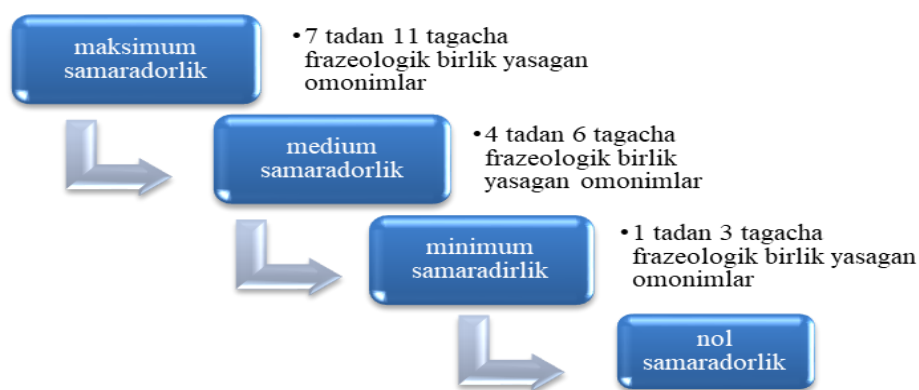 maksimum
samaradorlik
•7 tadan 11 tagacha
frazeologik birlik yasagan
omonimlar
medium
samaradorlik
•4 tadan 6 tagacha
frazeologik birlik
yasagan omonimlar
minimum
samaradirlik
•1 tadan 3 tagacha
frazeologik birlik yasagan
omonimlar
nol
samaradorlik